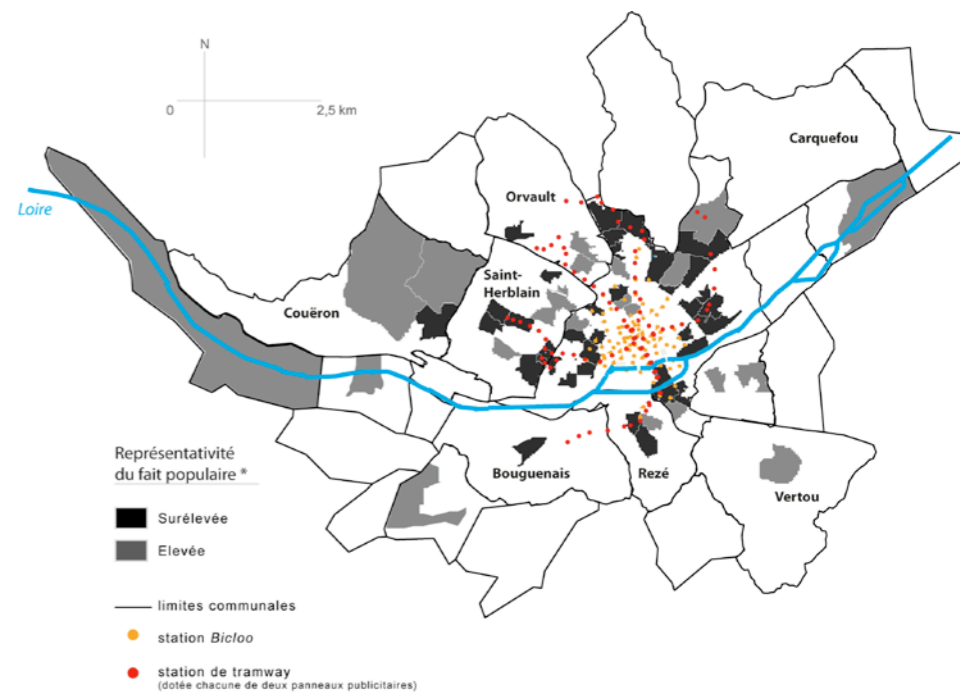 N
0
2,5 km
Carquefou
Orvault
Loire
Saint-
Herblain
Couëron
Représentativité
du fait populaire *
Bouguenais
Rezé
Vertou
Surélevée
Elevée
limites communales
station Bicloo
station de tramway
(dotée chacune de deux panneaux publicitaires)